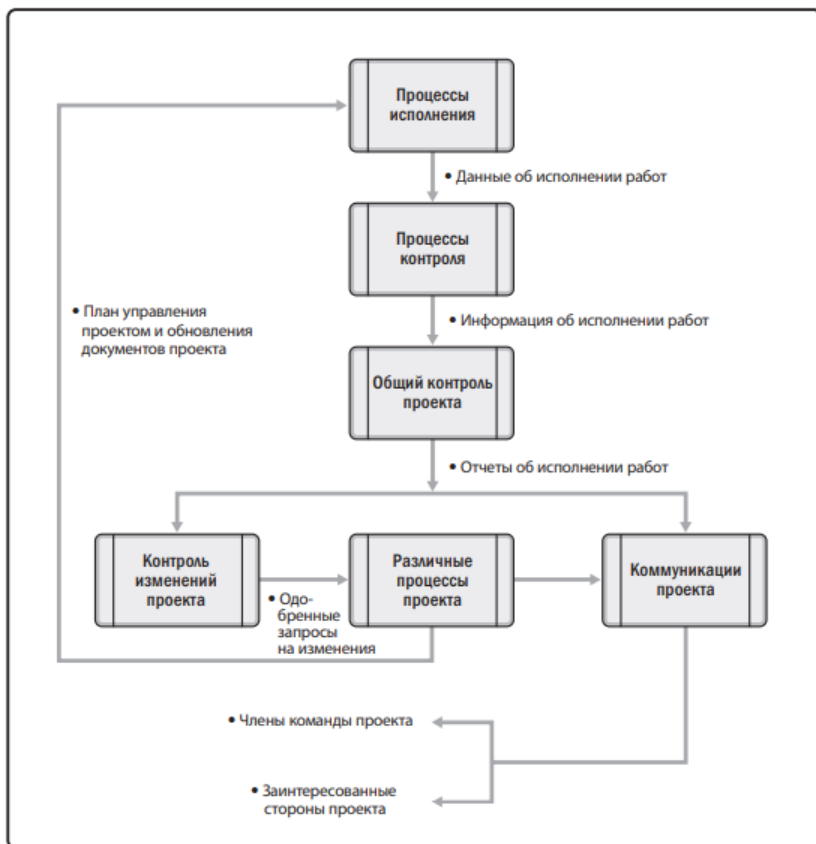 Процессы
исполнения
• Данные об исполнении работ
Процессы
контроля
• План управления
проектом и обновления
документов проекта
• Информация об исполнении работ
Общий контроль
проекта
• Отчеты об исполнении работ
Контроль
изменений
проекта
• Одо-
бренные
запросы
на изменения
Различные
процессы
проекта
Коммуникации
проекта
• Члены команды проекта
• Заинтересованные
стороны проекта